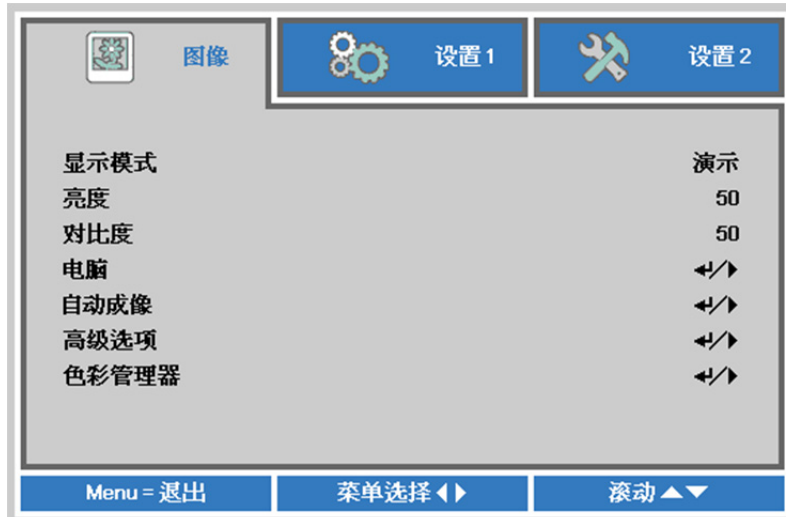 图像 设置1 设置2
显示模式 演示
亮度 50
对比度 50
电脑 ↵/▶
自动成像 ↵/▶
高级选项 ↵/▶
色彩管理器 ↵/▶
Menu = 退出 菜单选择◀▶ 滚动▲▼